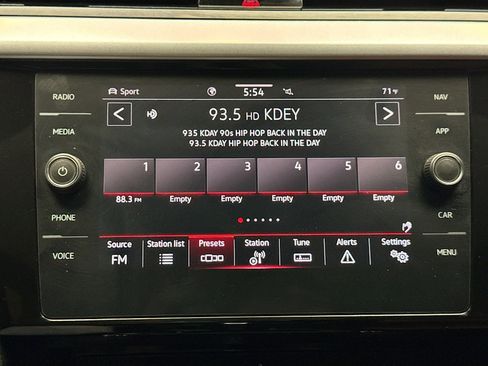 RADIO
MEDIA
PHONE
VOICE
Sport 5:54 71 °F
93.5 HD KDEY
935 KDAY 90s HIP HOP BACK IN THE DAY
93.5 KDAY HIP HOP BACK IN THE DAY
1 2 3 4 5 6
88.3 FM Empty Empty Empty Empty Empty
Source Station list Presets Station Tune Alerts Settings
FM
NAV
APP
CAR
MENU